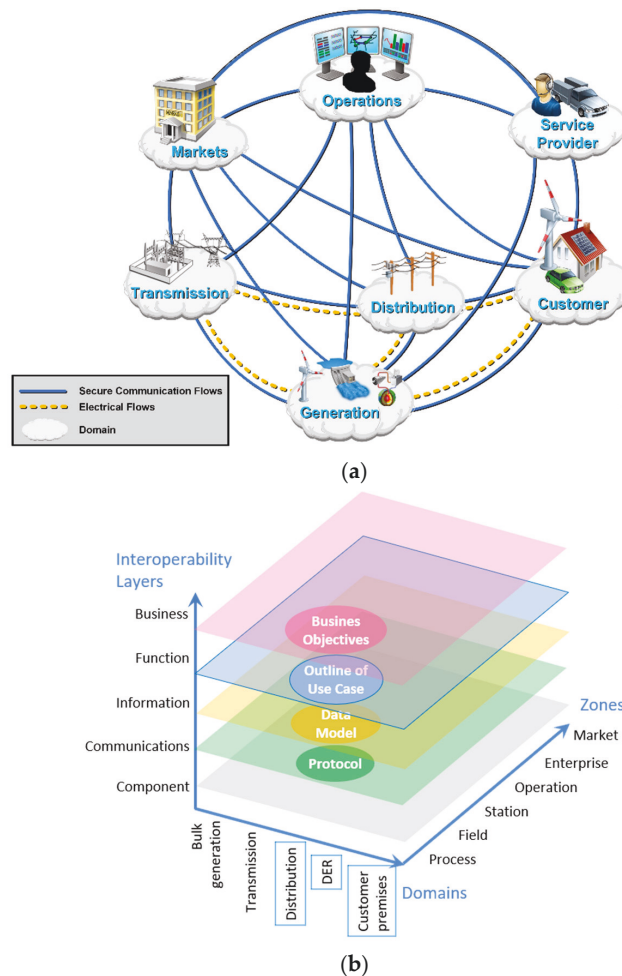 Operations
Markets
Service
Provider
Transmission
Distribution
Customer
Generation
Secure Communication Flows
Electrical Flows
Domain
(a)
Interoperability
Layers
Business
Function
Information
Communications
Component
Busines
Objectives
Outline of
Use Case
Data
Model
Protocol
Zones
Market
Enterprise
Operation
Station
Field
Process
Bulk
generation
Transmission
Distribution
DER
Customer
premises
Domains
(b)